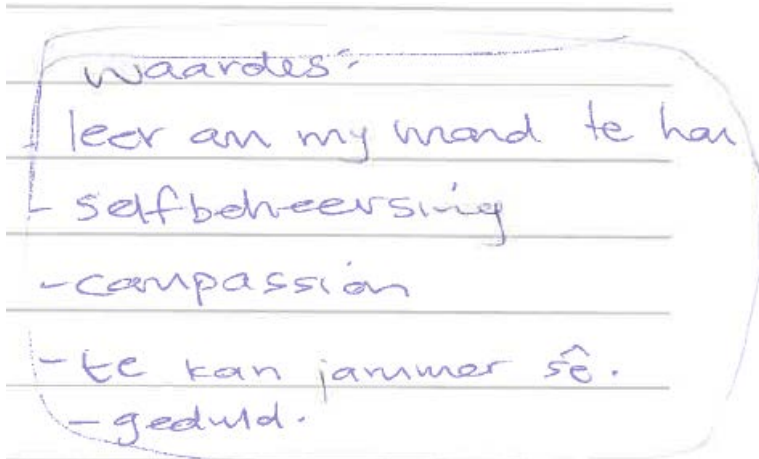 waardes:
- leer om my mond te hou
- selfbeheersing
- compassion
- te kan jammer sê.
- geduld.